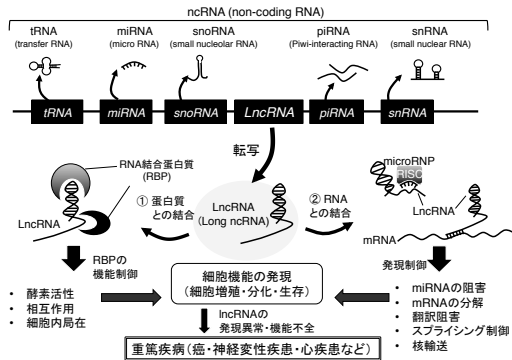 ncRNA (non-coding RNA)
tRNA
(transfer RNA)
miRNA
(micro RNA)
snoRNA
(small nucleolar RNA)
piRNA
(Piwi-interacting RNA)
snRNA
(small nuclear RNA)
tRNA
miRNA
snoRNA
LncRNA
piRNA
snRNA
転写
RNA結合蛋白質
(RBP)
LncRNA
① 蛋白質
との結合
LncRNA
(Long ncRNA)
② RNA
との結合
microRNP
RISC
LncRNA
mRNA
RBPの
機能制御
発現制御
• 酵素活性
• 相互作用
• 細胞内局在
細胞機能の発現
(細胞増殖・分化・生存)
• miRNAの阻害
• mRNAの分解
• 翻訳阻害
• スプライシング制御
• 核輸送
lncRNAの
発現異常・機能不全
重篤疾病(癌・神経変性疾患・心疾患など)